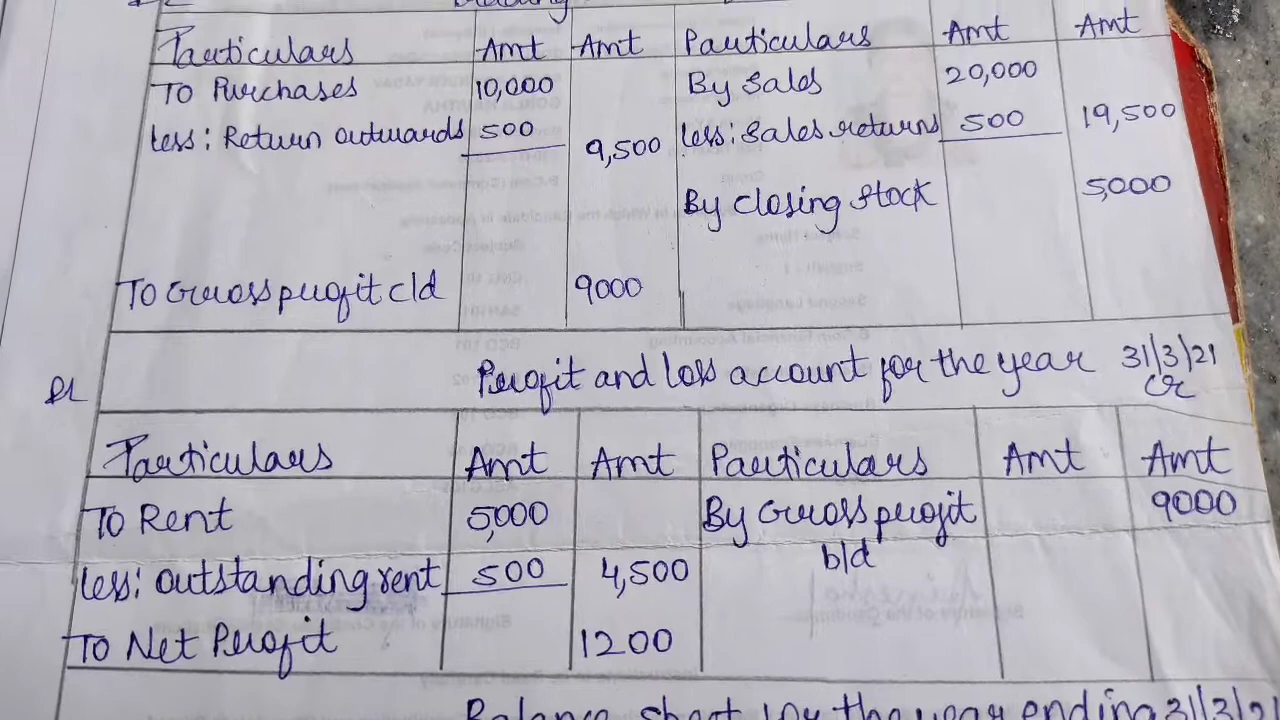 Trading
Particulars Amt Amt Particulars Amt Amt
To Purchases 10,000 By Sales 20,000
less: Return outwards 500 9,500 less: Sales returns 500 19,500
By closing stock 5,000
To Gross profit c/d 9000
Profit and loss account for the year 31/3/21
Dr Cr
Particulars Amt Amt Particulars Amt Amt
To Rent 5,000 By Gross profit 9000
b/d
less: outstanding rent 500 4,500
To Net Profit 1200
Balance sheet for the year ending 31/3/21